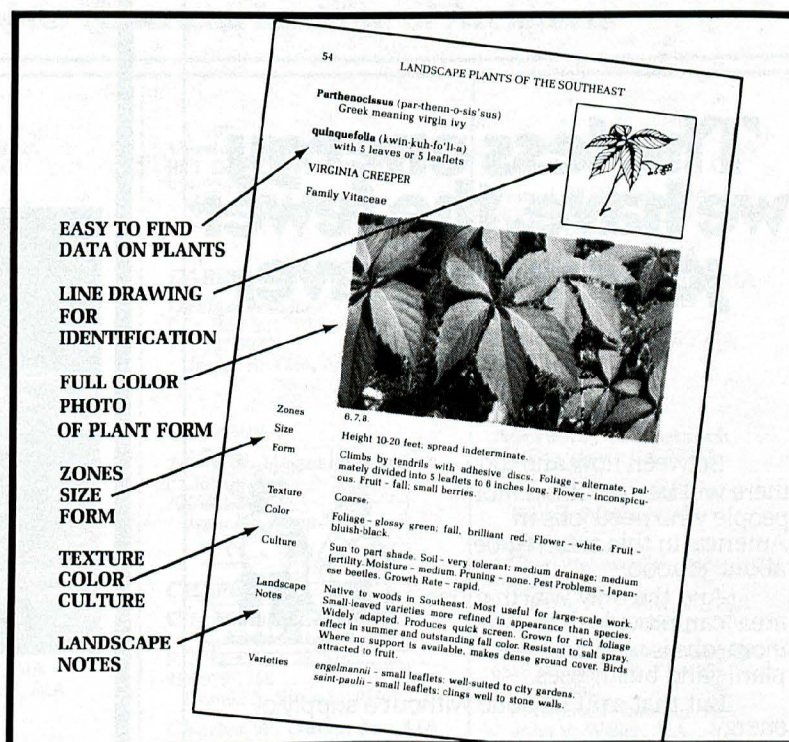 54
LANDSCAPE PLANTS OF THE SOUTHEAST
Parthenocissus (par-thenn-o-sis'sus)
Greek meaning virgin ivy
quinquefolia (kwin-kuh-fo'li-a)
with 5 leaves or 5 leaflets
VIRGINIA CREEPER
Family Vitaceae
EASY TO FIND
DATA ON PLANTS
LINE DRAWING
FOR
IDENTIFICATION
FULL COLOR
PHOTO
OF PLANT FORM
ZONES
SIZE
FORM
TEXTURE
COLOR
CULTURE
LANDSCAPE
NOTES
Zones 6, 7, 8.
Size Height 10-20 feet; spread indeterminate.
Form Climbs by tendrils with adhesive discs. Foliage – alternate, pal-
mately divided into 5 leaflets to 6 inches long. Flower – inconspicu-
ous. Fruit – fall; small berries.
Texture Coarse.
Color Foliage – glossy green; fall, brilliant red. Flower – white. Fruit –
bluish-black.
Culture Sun to part shade. Soil – very tolerant; medium drainage; medium
fertility. Moisture – medium. Pruning – none. Pest Problems – Japan-
ese beetles. Growth Rate – rapid.
Landscape Native to woods in Southeast. Most useful for large-scale work.
Notes Small-leaved varieties more refined in appearance than species.
Widely adapted. Produces quick screen. Grown for rich foliage
effect in summer and outstanding fall color. Resistant to salt spray.
Where no support is available, makes dense ground cover. Birds
attracted to fruit.
Varieties engelmannii – small leaflets; well-suited to city gardens.
saint-paulii – small leaflets; clings well to stone walls.